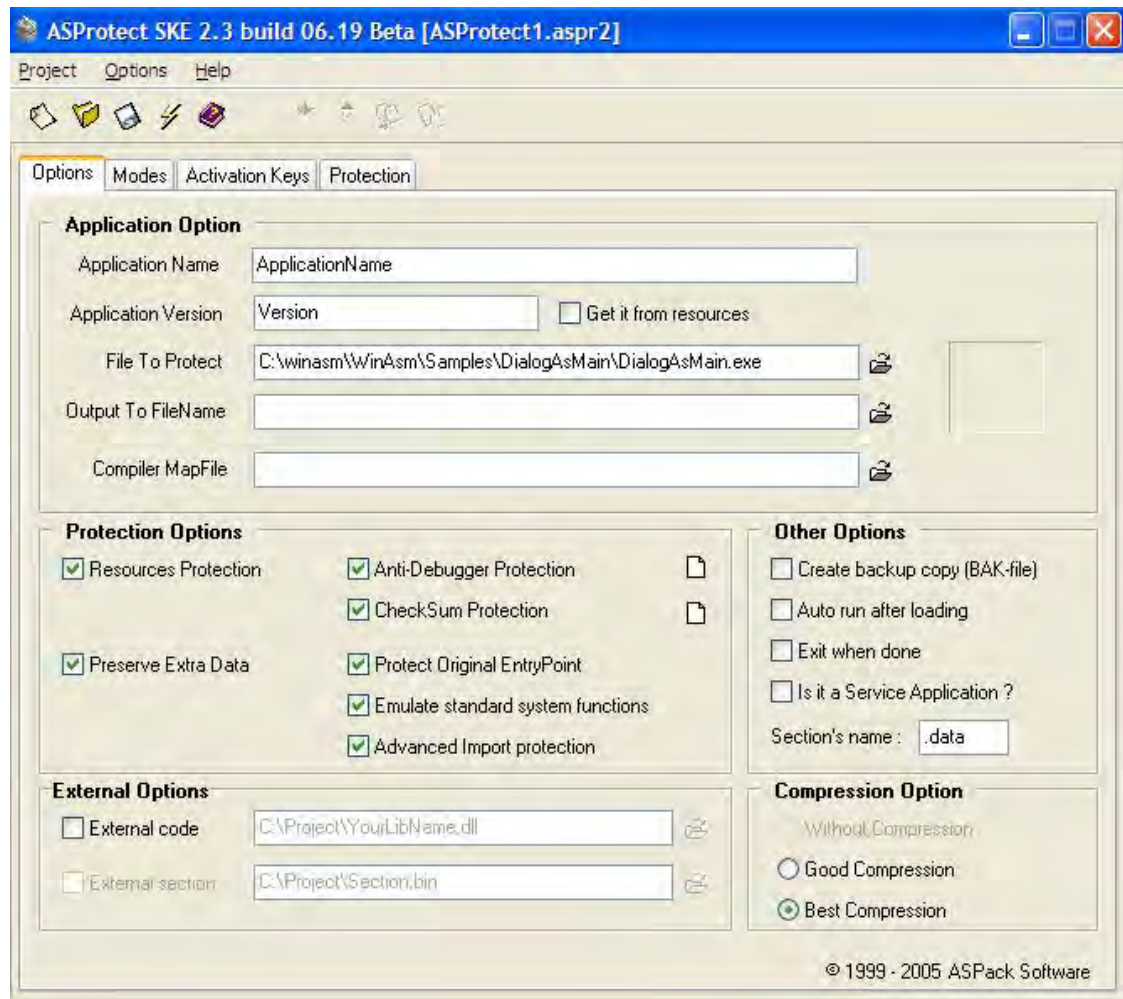 ASProtect SKE 2.3 build 06.19 Beta [ASProtect1.aspr2]
Project Options Help
Options Modes Activation Keys Protection
Application Option
Application Name ApplicationName
Application Version Version Get it from resources
File To Protect C:\winasm\WinAsm\Samples\DialogAsMain\DialogAsMain.exe
Output To FileName
Compiler MapFile
Protection Options
Resources Protection Anti-Debugger Protection
CheckSum Protection
Preserve Extra Data Protect Original EntryPoint
Emulate standard system functions
Advanced Import protection
Other Options
Create backup copy (BAK-file)
Auto run after loading
Exit when done
Is it a Service Application ?
Section's name : .data
External Options
External code C:\Project\YourLibName.dll
External section C:\Project\Section.bin
Compression Option
Without Compression
Good Compression
Best Compression
© 1999 - 2005 ASPack Software